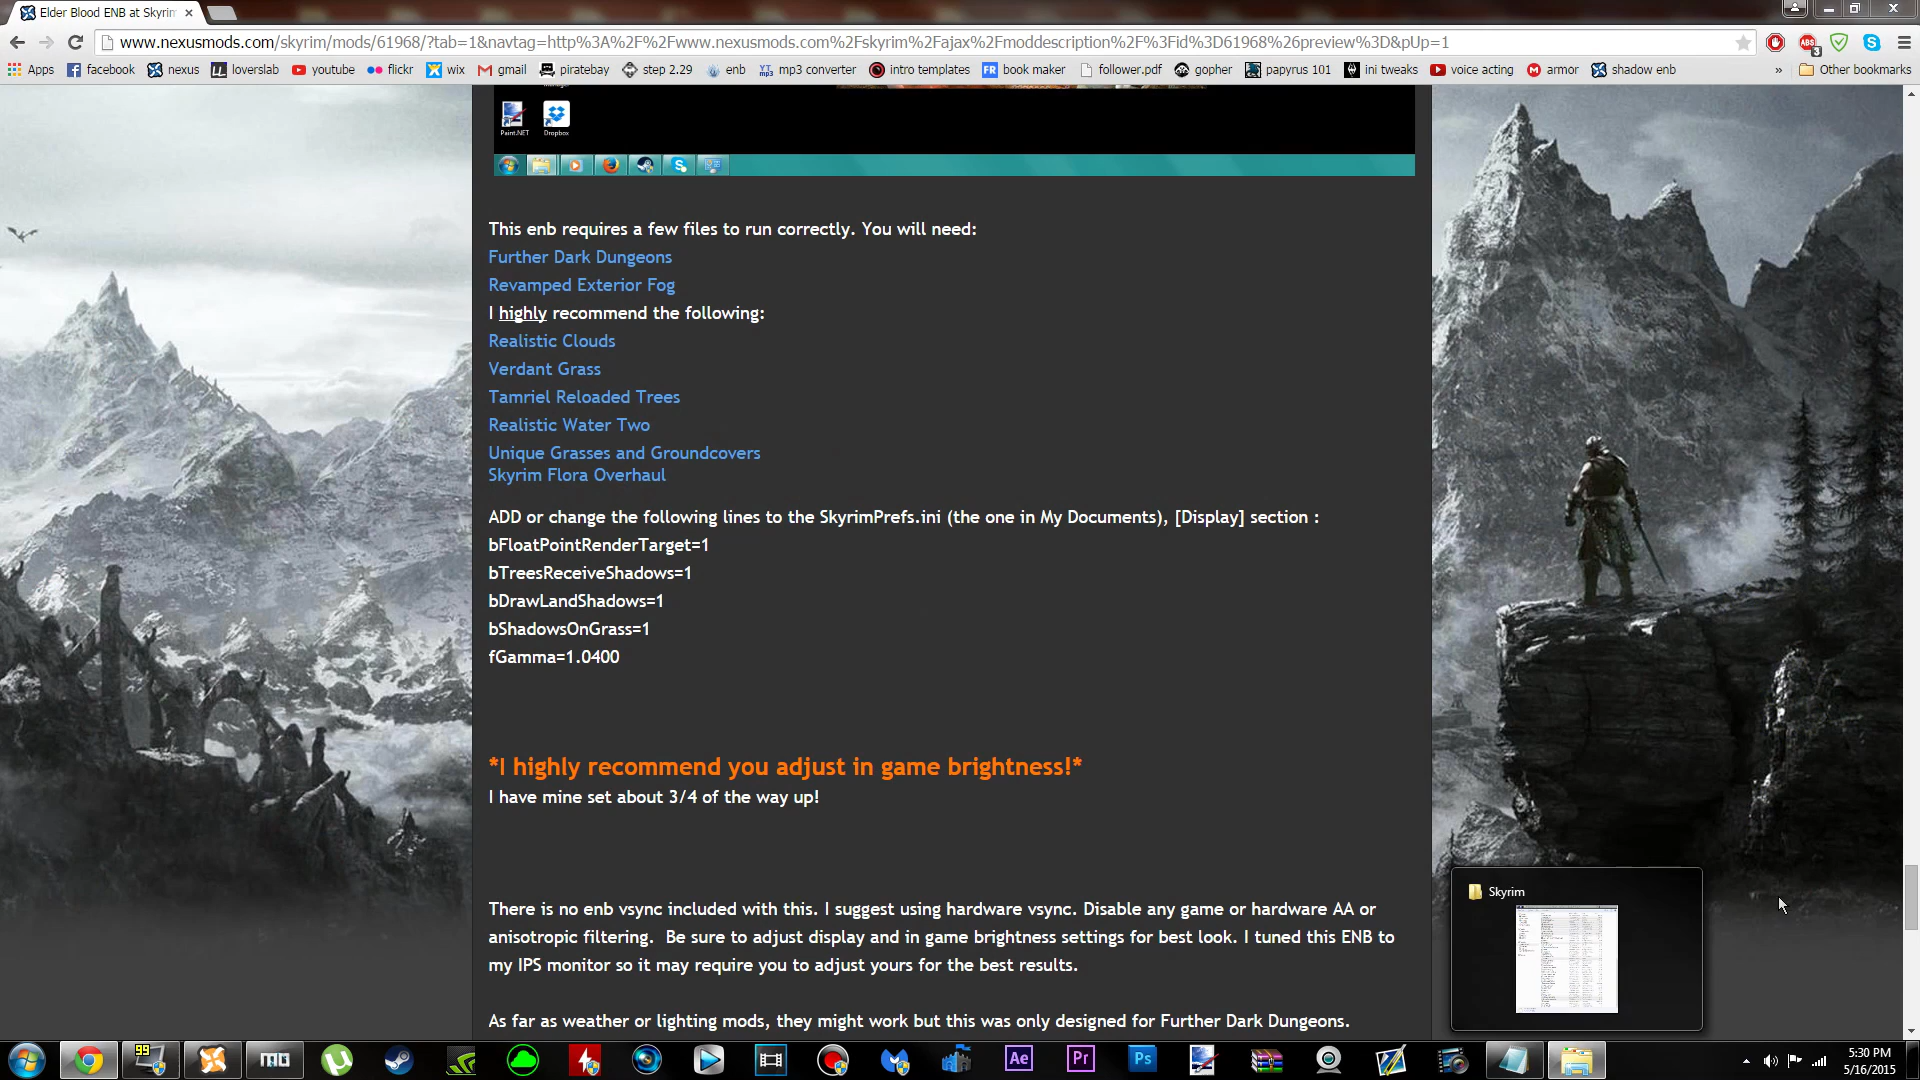 Elder Blood ENB at Skyrim
www.nexusmods.com/skyrim/mods/61968/?tab=1&navtag=http%3A%2F%2Fwww.nexusmods.com%2Fskyrim%2Fajax%2Fmoddescription%2F%3Fid%3D61968%26preview%3D&pUp=1
Apps facebook nexus loverslab youtube flickr wix gmail piratebay step 2.29 enb mp3 converter intro templates book maker follower.pdf gopher papyrus 101 ini tweaks voice acting armor shadow enb » Other bookmarks
Paint.NET Dropbox
This enb requires a few files to run correctly. You will need:
Further Dark Dungeons
Revamped Exterior Fog
I highly recommend the following:
Realistic Clouds
Verdant Grass
Tamriel Reloaded Trees
Realistic Water Two
Unique Grasses and Groundcovers
Skyrim Flora Overhaul
ADD or change the following lines to the SkyrimPrefs.ini (the one in My Documents), [Display] section :
bFloatPointRenderTarget=1
bTreesReceiveShadows=1
bDrawLandShadows=1
bShadowsOnGrass=1
fGamma=1.0400
*I highly recommend you adjust in game brightness!*
I have mine set about 3/4 of the way up!
There is no enb vsync included with this. I suggest using hardware vsync. Disable any game or hardware AA or
anisotropic filtering.  Be sure to adjust display and in game brightness settings for best look. I tuned this ENB to
my IPS monitor so it may require you to adjust yours for the best results.
As far as weather or lighting mods, they might work but this was only designed for Further Dark Dungeons.
Skyrim
99 Ae Pr Ps
5:30 PM
5/16/2015